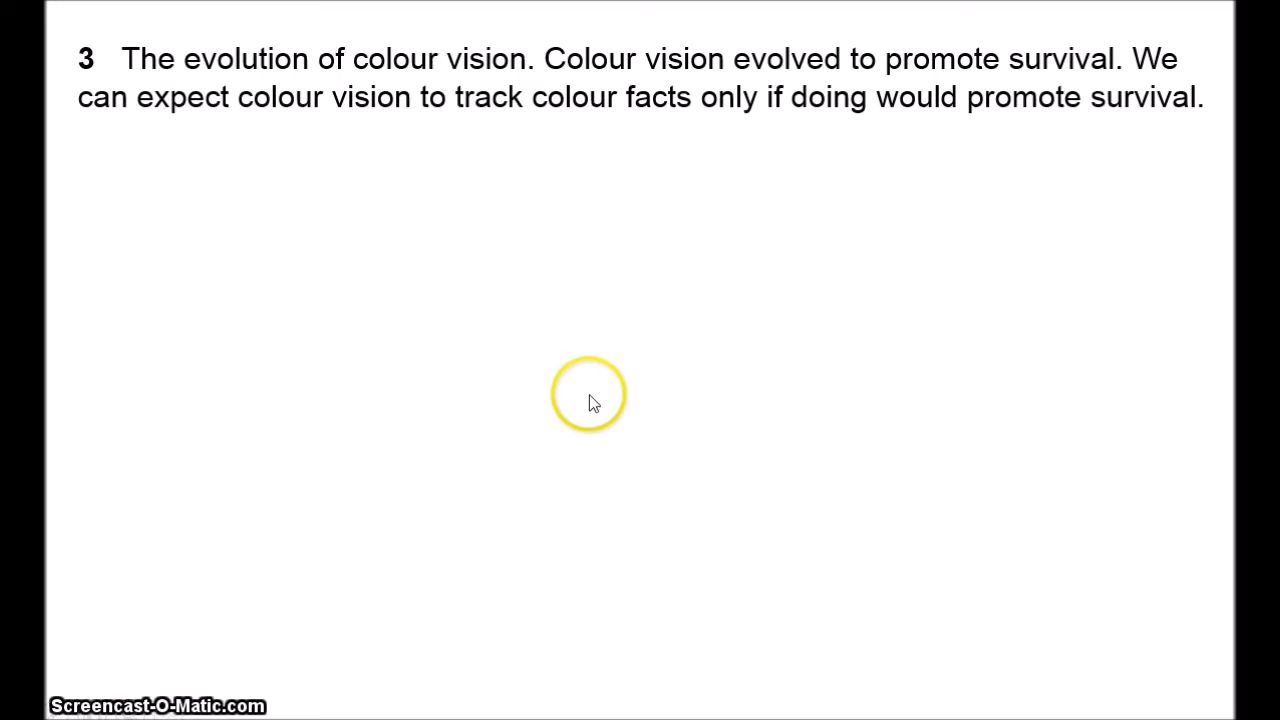 3 The evolution of colour vision. Colour vision evolved to promote survival. We
can expect colour vision to track colour facts only if doing would promote survival.
Screencast-O-Matic.com